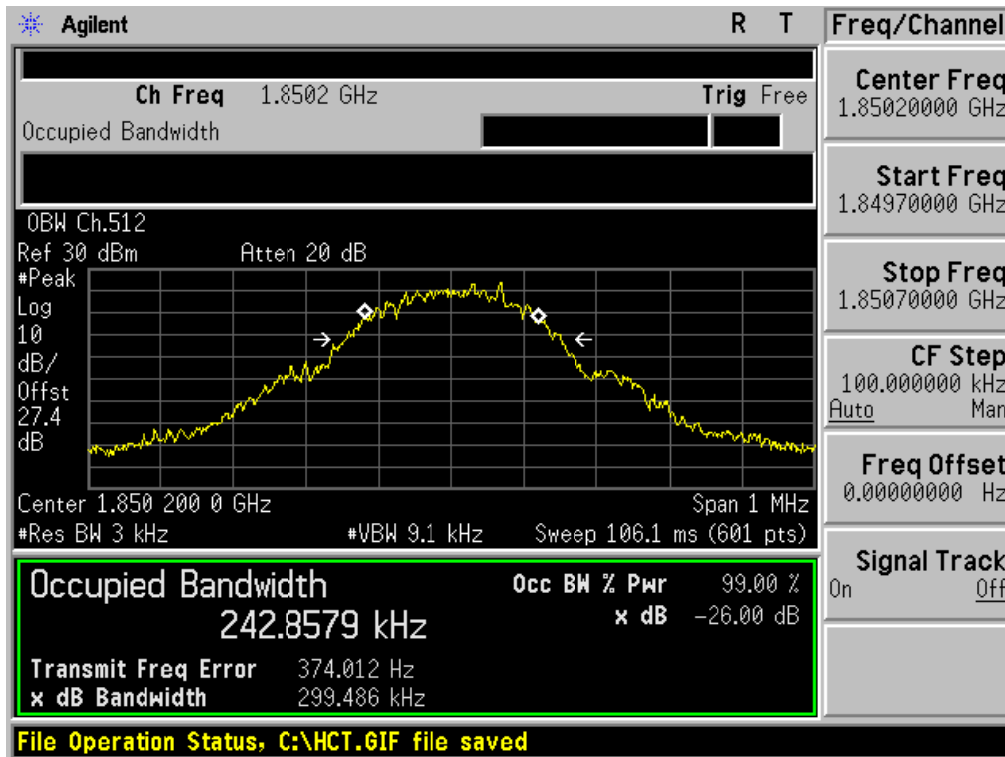 Agilent R T
Ch Freq 1.8502 GHz Trig Free
Occupied Bandwidth
OBW Ch.512
Ref 30 dBm Atten 20 dB
#Peak
Log
10
dB/
Offst
27.4
dB
Center 1.850 200 0 GHz Span 1 MHz
#Res BW 3 kHz #VBW 9.1 kHz Sweep 106.1 ms (601 pts)
Occupied Bandwidth
242.8579 kHz
Occ BW % Pwr 99.00 %
x dB -26.00 dB
Transmit Freq Error 374.012 Hz
x dB Bandwidth 299.486 kHz
File Operation Status, C:\HCT.GIF file saved
Freq/Channel
Center Freq
1.85020000 GHz
Start Freq
1.84970000 GHz
Stop Freq
1.85070000 GHz
CF Step
100.000000 kHz
Auto Man
Freq Offset
0.00000000 Hz
Signal Track
On Off